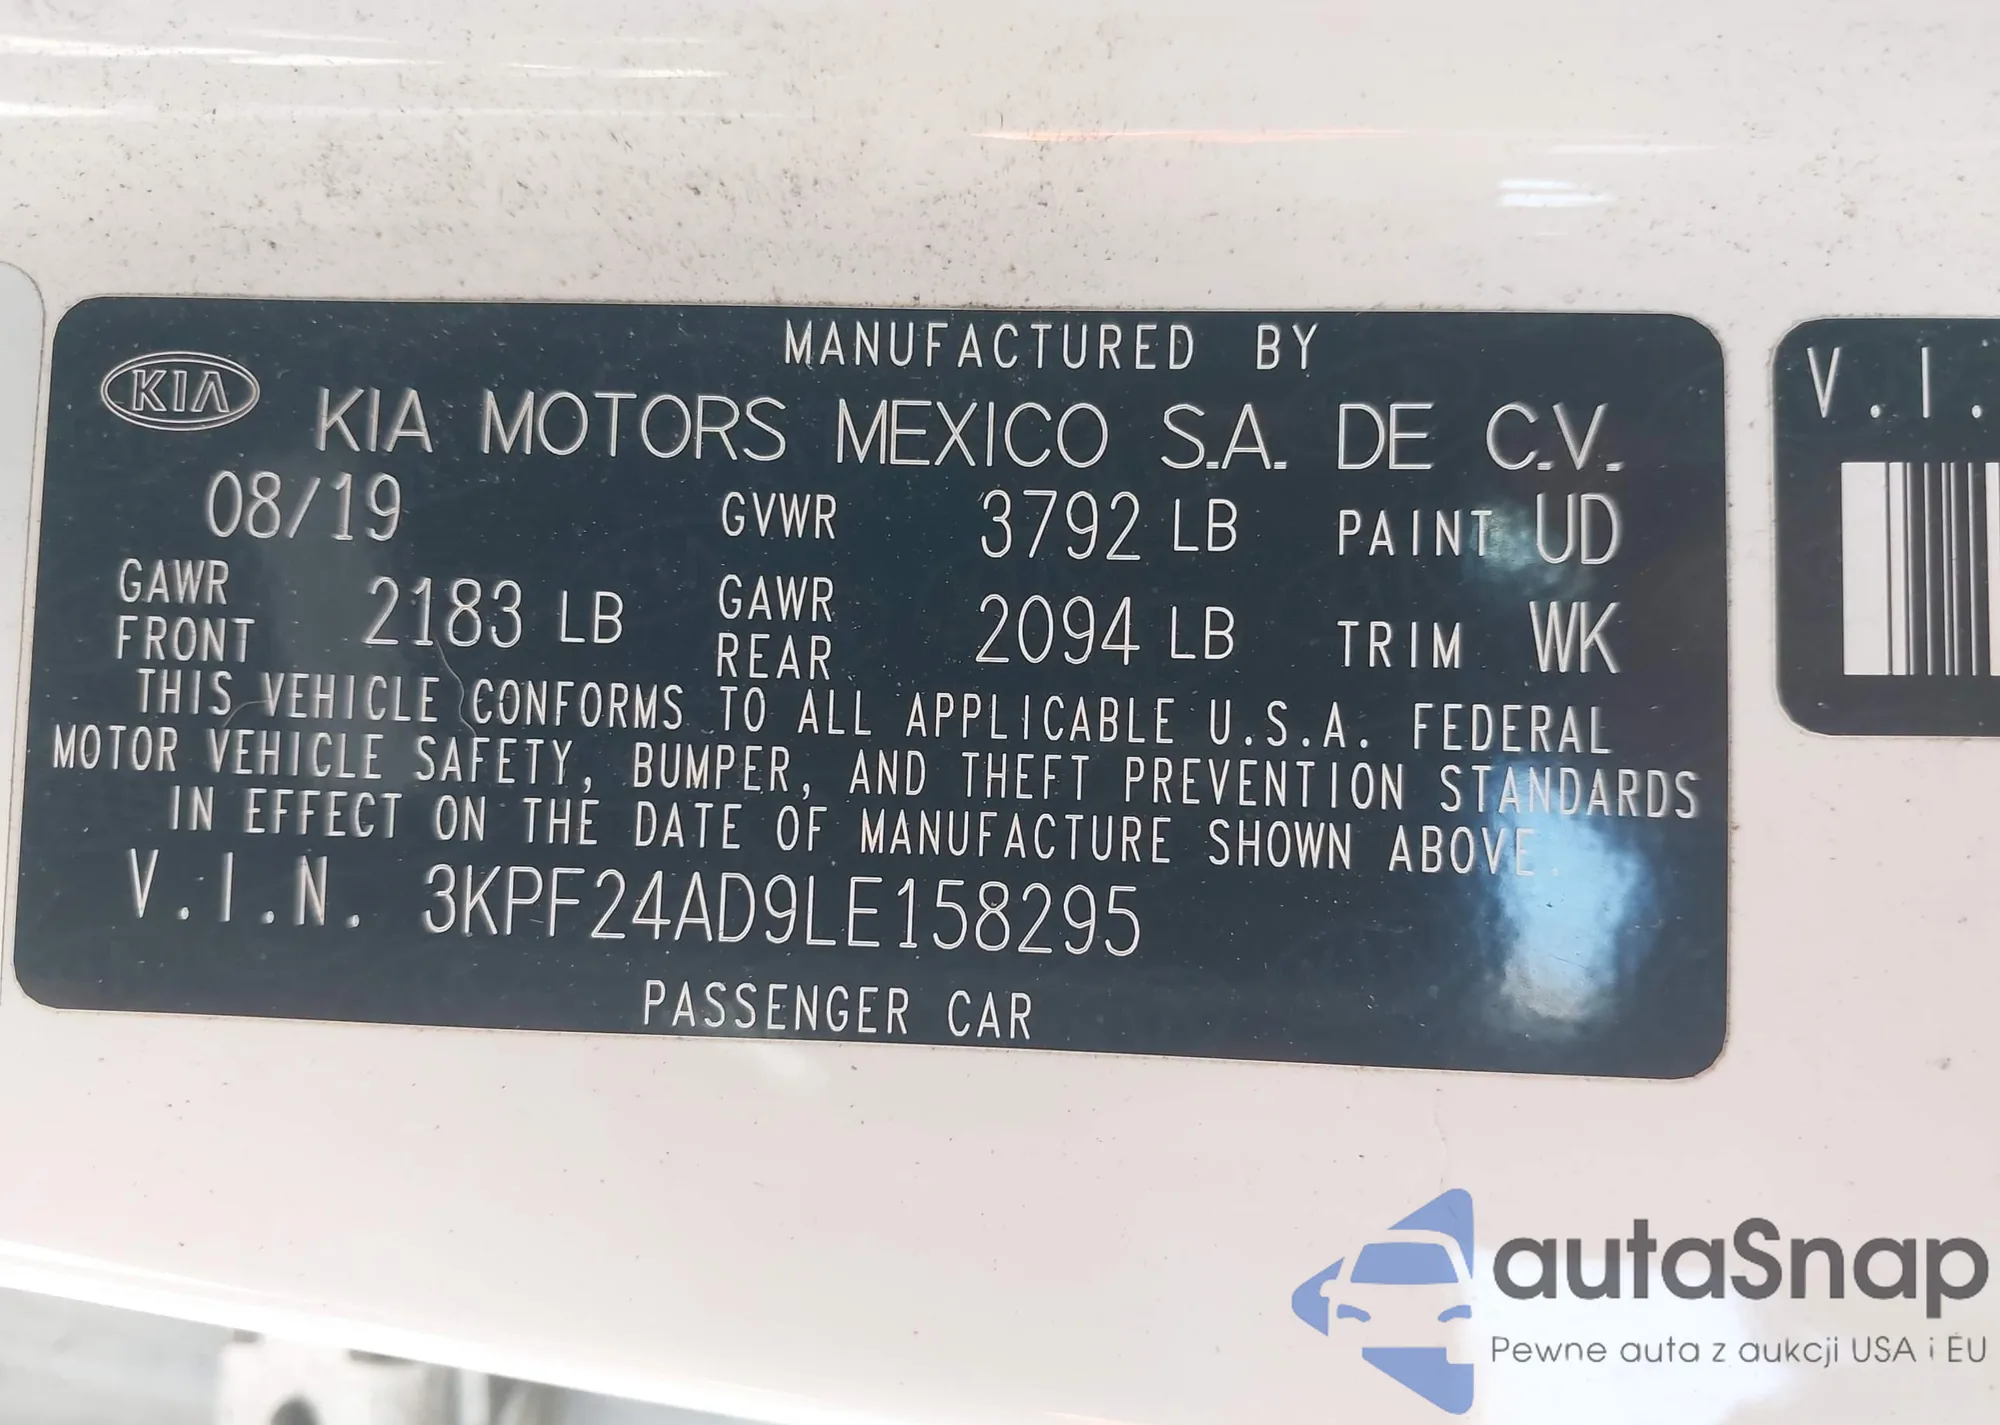 MANUFACTURED BY
KIA
KIA MOTORS MEXICO S.A. DE C.V.
08/19 GVWR 3792 LB PAINT UD
GAWR FRONT 2183 LB GAWR REAR 2094 LB TRIM WK
THIS VEHICLE CONFORMS TO ALL APPLICABLE U.S.A. FEDERAL
MOTOR VEHICLE SAFETY, BUMPER, AND THEFT PREVENTION STANDARDS
IN EFFECT ON THE DATE OF MANUFACTURE SHOWN ABOVE.
V.I.N. 3KPF24AD9LE158295
PASSENGER CAR
V.I.
autaSnap
Pewne auta z aukcji USA i EU